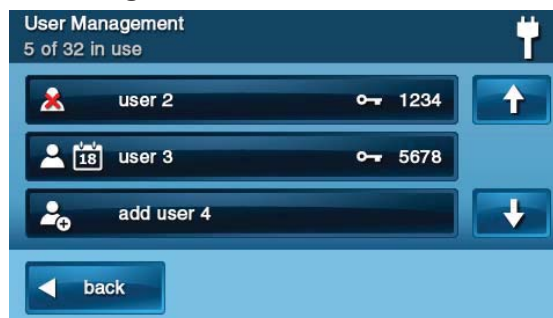 User Management
5 of 32 in use
user 2 1234
18 user 3 5678
add user 4
back